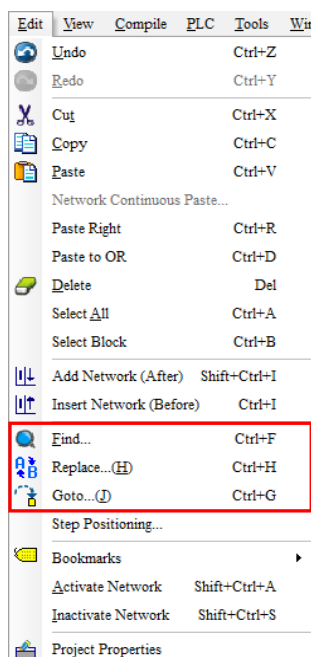 Edit View Compile PLC Tools Wi
Undo Ctrl+Z
Redo Ctrl+Y
Cut Ctrl+X
Copy Ctrl+C
Paste Ctrl+V
Network Continuous Paste...
Paste Right Ctrl+R
Paste to OR Ctrl+D
Delete Del
Select All Ctrl+A
Select Block Ctrl+B
Add Network (After) Shift+Ctrl+I
Insert Network (Before) Ctrl+I
Find... Ctrl+F
Replace...(H) Ctrl+H
Goto...(J) Ctrl+G
Step Positioning...
Bookmarks
Activate Network Shift+Ctrl+A
Inactivate Network Shift+Ctrl+S
Project Properties